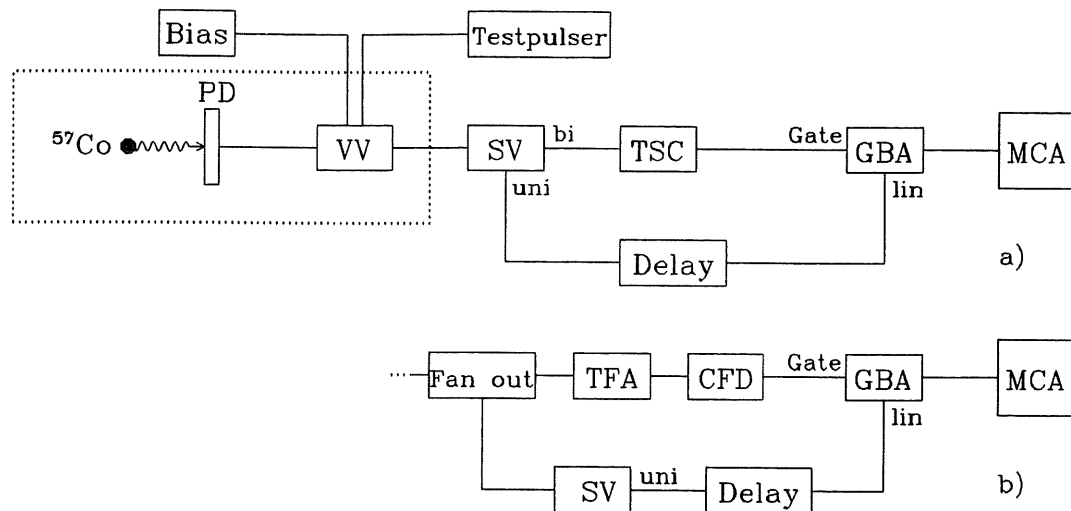 Bias
Testpulser
PD
⁵⁷Co
VV
SV
bi
uni
TSC
Gate
GBA
lin
MCA
Delay
a)
Fan out
TFA
CFD
Gate
GBA
lin
MCA
SV
uni
Delay
b)